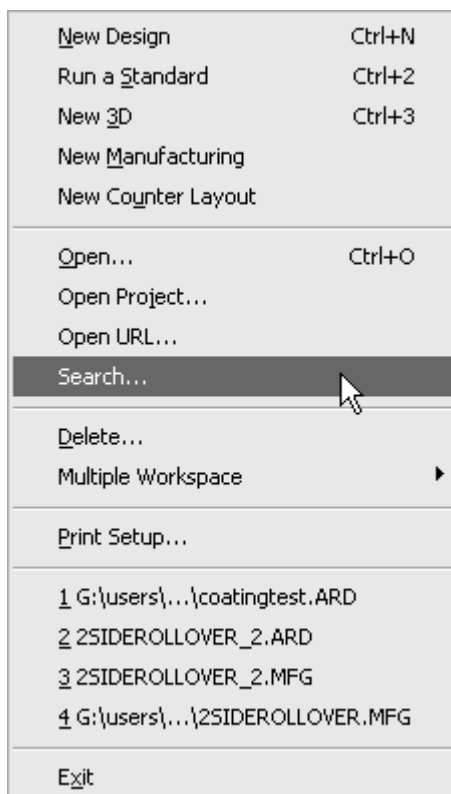 New Design Ctrl+N
Run a Standard Ctrl+2
New 3D Ctrl+3
New Manufacturing
New Counter Layout
Open... Ctrl+O
Open Project...
Open URL...
Search...
Delete...
Multiple Workspace
Print Setup...
1 G:\users\...\coatingtest.ARD
2 2SIDEROLLOVER_2.ARD
3 2SIDEROLLOVER_2.MFG
4 G:\users\...\2SIDEROLLOVER.MFG
Exit